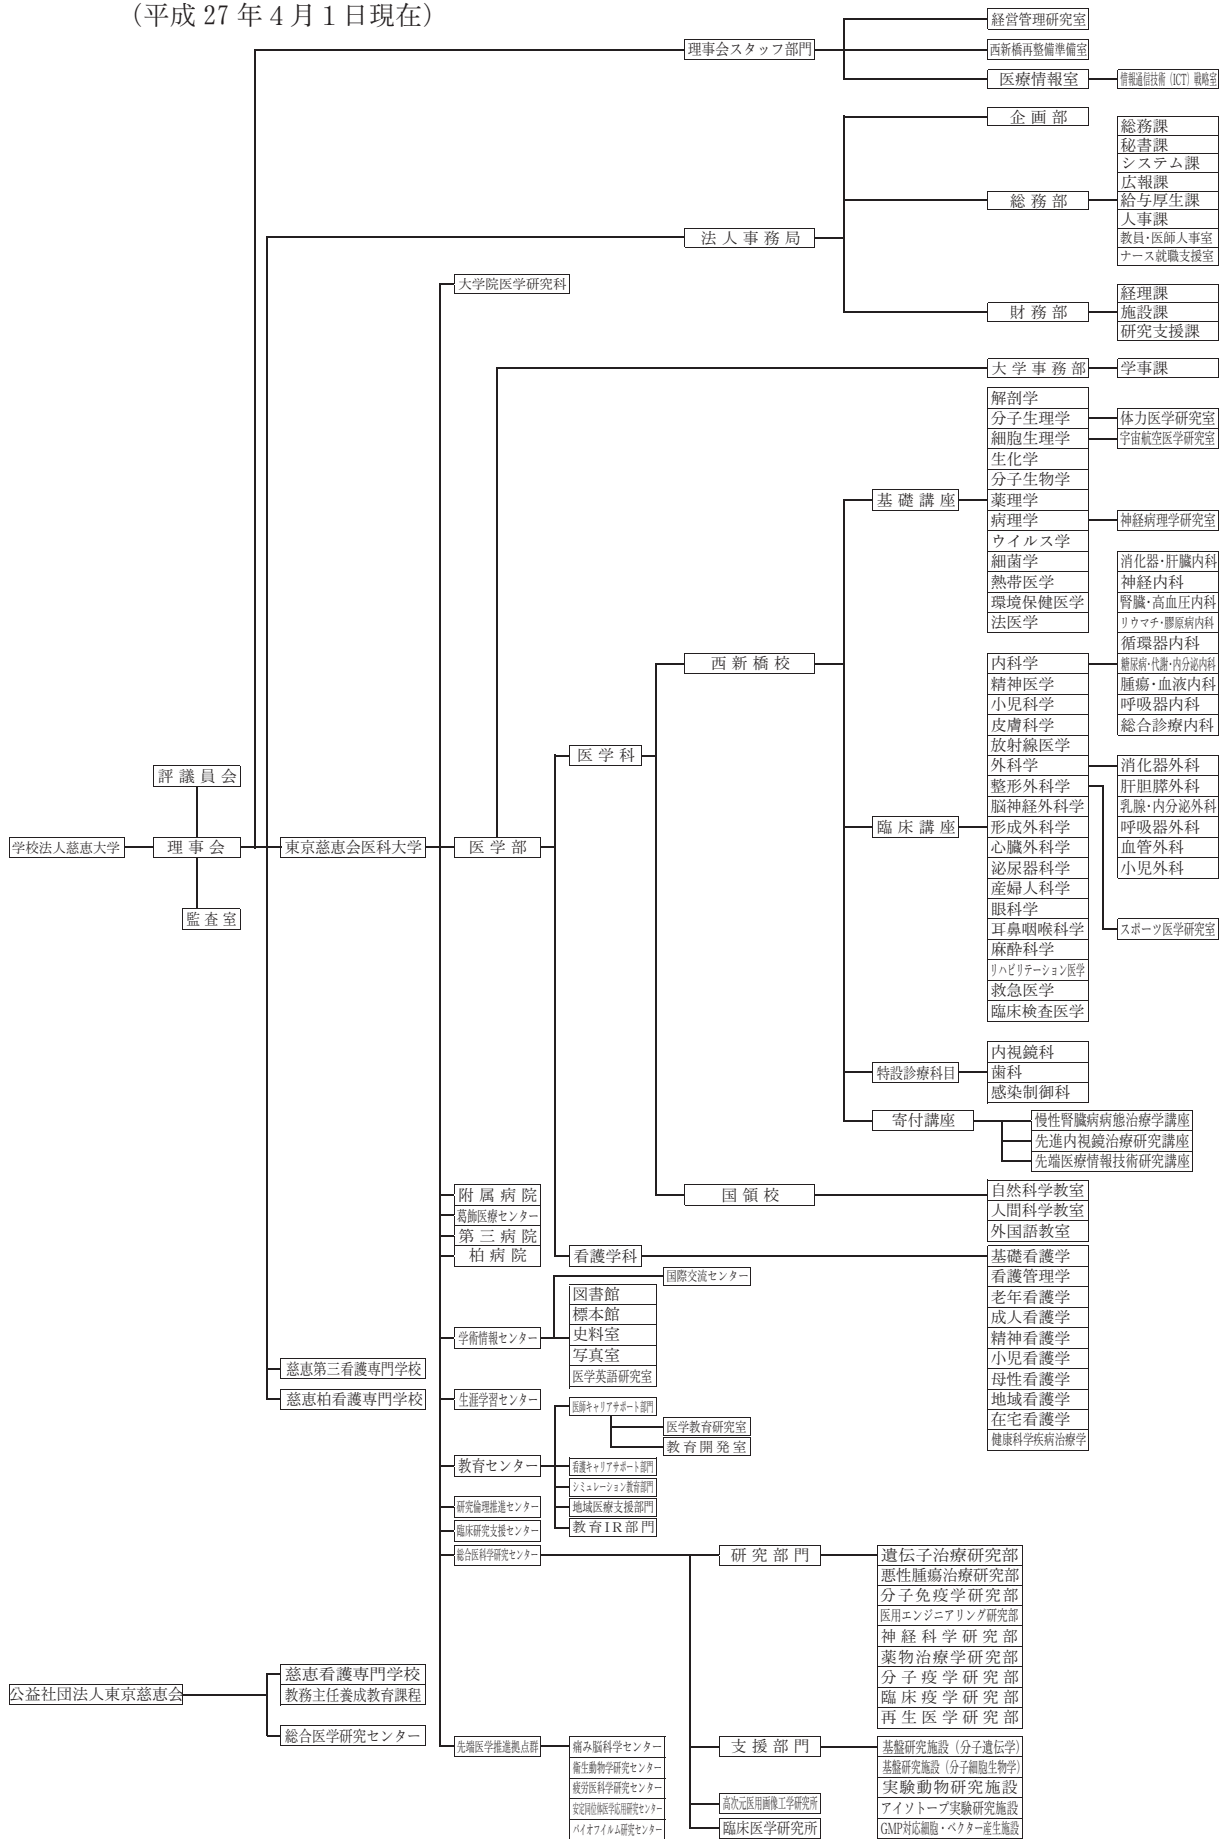 (平成 27 年 4 月 1 日現在)
経営管理研究室
理事会スタッフ部門
西新橋再整備準備室
医療情報室
情報通信技術（ICT）戦略室
企画部
総務課
秘書課
システム課
広報課
総務部
給与厚生課
人事課
法人事務局
教員・医師人事室
ナース就職支援室
大学院医学研究科
経理課
財務部
施設課
研究支援課
大学事務部
学事課
解剖学
分子生理学
体力医学研究室
細胞生理学
宇宙航空医学研究室
生化学
分子生物学
基礎講座
薬理学
病理学
神経病理学研究室
ウイルス学
細菌学
熱帯医学
環境保健医学
法医学
消化器・肝臓内科
神経内科
腎臓・高血圧内科
リウマチ・膠原病内科
循環器内科
糖尿病・代謝・内分泌内科
腫瘍・血液内科
呼吸器内科
総合診療内科
西新橋校
内科学
精神医学
小児科学
皮膚科学
放射線医学
外科学
整形外科学
脳神経外科学
形成外科学
心臓外科学
泌尿器科学
産婦人科学
眼科学
耳鼻咽喉科学
麻酔科学
リハビリテーション医学
救急医学
臨床検査医学
医学科
消化器外科
肝胆膵外科
乳腺・内分泌外科
呼吸器外科
血管外科
小児外科
臨床講座
スポーツ医学研究室
評議員会
学校法人慈恵大学
理事会
東京慈恵会医科大学
医学部
監査室
内視鏡科
特設診療科目
歯科
感染制御科
寄付講座
慢性腎臓病病態治療学講座
先進内視鏡治療研究講座
先端医療情報技術研究講座
附属病院
葛飾医療センター
第三病院
柏病院
国領校
自然科学教室
人間科学教室
外国語教室
看護学科
基礎看護学
看護管理学
老年看護学
成人看護学
精神看護学
小児看護学
母性看護学
地域看護学
在宅看護学
健康科学疾病治療学
国際交流センター
図書館
標本館
学術情報センター
史料室
写真室
医学英語研究室
慈恵第三看護専門学校
慈恵柏看護専門学校
生涯学習センター
医師キャリアサポート部門
医学教育研究室
教育開発室
教育センター
看護キャリアサポート部門
シミュレーション教育部門
地域医療支援部門
教育IR部門
研究倫理推進センター
臨床研究支援センター
総合医科学研究センター
研究部門
遺伝子治療研究部
悪性腫瘍治療研究部
分子免疫学研究部
医用エンジニアリング研究部
神経科学研究部
薬物治療学研究部
分子疫学研究部
臨床疫学研究部
再生医学研究部
公益社団法人東京慈恵会
慈恵看護専門学校
教務主任養成教育課程
総合医学研究センター
先端医学推進拠点群
痛み脳科学センター
衛生動物学研究センター
疲労医科学研究センター
安定同位体医学応用研究センター
バイオフイルム研究センター
支援部門
基盤研究施設（分子遺伝学）
基盤研究施設（分子細胞生物学）
実験動物研究施設
アイソトープ実験研究施設
GMP対応細胞・ベクター産生施設
高次元医用画像工学研究所
臨床医学研究所